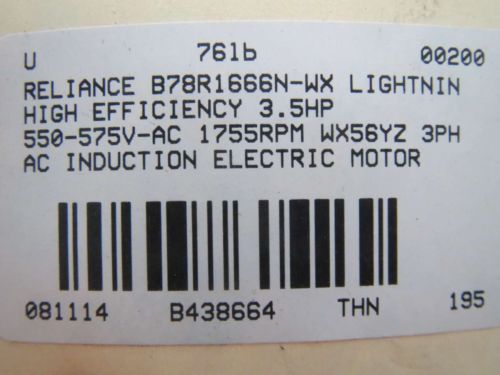 U 761b 00200
RELIANCE B78R1666N-WX LIGHTNIN
HIGH EFFICIENCY 3.5HP
550-575V-AC 1755RPM WX56YZ 3PH
AC INDUCTION ELECTRIC MOTOR
081114 B438664 THN 195